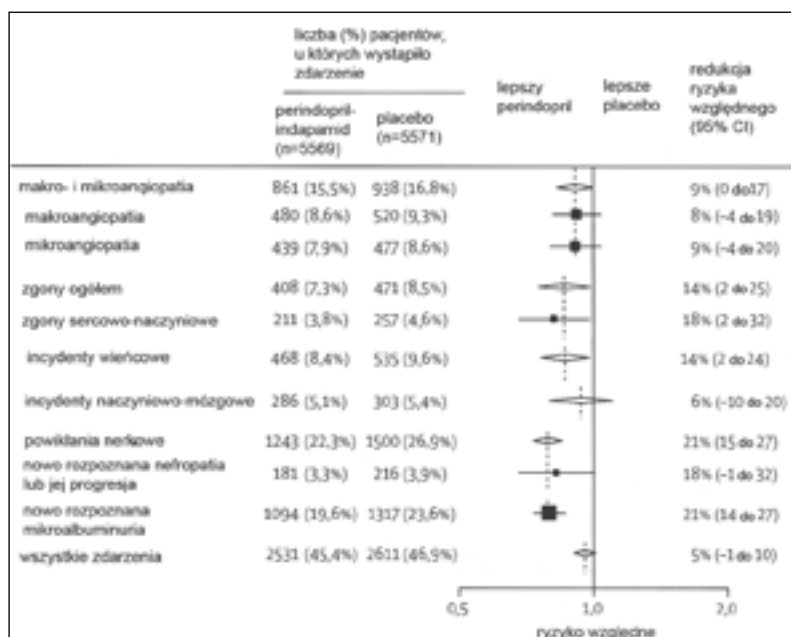 liczba (%) pacjentów,
u których wystąpiło
zdarzenie
perindopril-
indapamid
(n=5569)
placebo
(n=5571)
lepszy
perindopril
lepsze
placebo
redukcja
ryzyka
względnego
(95% CI)
makro- i mikroangiopatia 861 (15,5%) 938 (16,8%) 9% (0 do17)
makroangiopatia 480 (8,6%) 520 (9,3%) 8% (–4 do 19)
mikroangiopatia 439 (7,9%) 477 (8,6%) 9% (–4 do 20)
zgony ogółem 408 (7,3%) 471 (8,5%) 14% (2 do 25)
zgony sercowo-naczyniowe 211 (3,8%) 257 (4,6%) 18% (2 do 32)
incydenty wieńcowe 468 (8,4%) 535 (9,6%) 14% (2 do 24)
incydenty naczyniowo-mózgowe 286 (5,1%) 303 (5,4%) 6% (–10 do 20)
powikłania nerkowe 1243 (22,3%) 1500 (26,9%) 21% (15 do 27)
nowo rozpoznana nefropatia
lub jej progresja 181 (3,3%) 216 (3,9%) 18% (–1 do 32)
nowo rozpoznana
mikroalbuminuria 1094 (19,6%) 1317 (23,6%) 21% (14 do 27)
wszystkie zdarzenia 2531 (45,4%) 2611 (46,9%) 5% (–1 do 10)
0,5 1,0 2,0
ryzyko względne